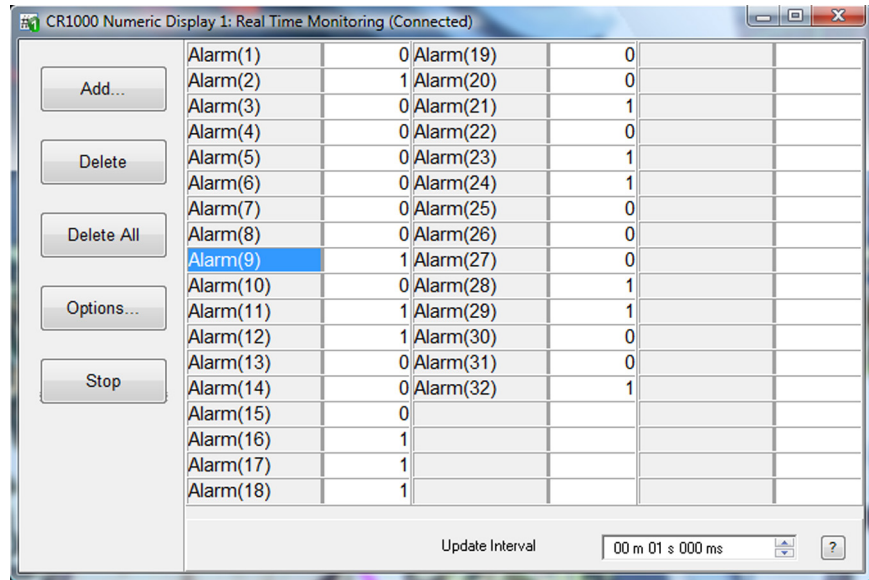 CR1000 Numeric Display 1: Real Time Monitoring (Connected)
Add...
Delete
Delete All
Options...
Stop
Alarm(1) 0 Alarm(19) 0
Alarm(2) 1 Alarm(20) 0
Alarm(3) 0 Alarm(21) 1
Alarm(4) 0 Alarm(22) 0
Alarm(5) 0 Alarm(23) 1
Alarm(6) 0 Alarm(24) 1
Alarm(7) 0 Alarm(25) 0
Alarm(8) 0 Alarm(26) 0
Alarm(9) 1 Alarm(27) 0
Alarm(10) 0 Alarm(28) 1
Alarm(11) 1 Alarm(29) 1
Alarm(12) 1 Alarm(30) 0
Alarm(13) 0 Alarm(31) 0
Alarm(14) 0 Alarm(32) 1
Alarm(15) 0
Alarm(16) 1
Alarm(17) 1
Alarm(18) 1
Update Interval 00 m 01 s 000 ms ?